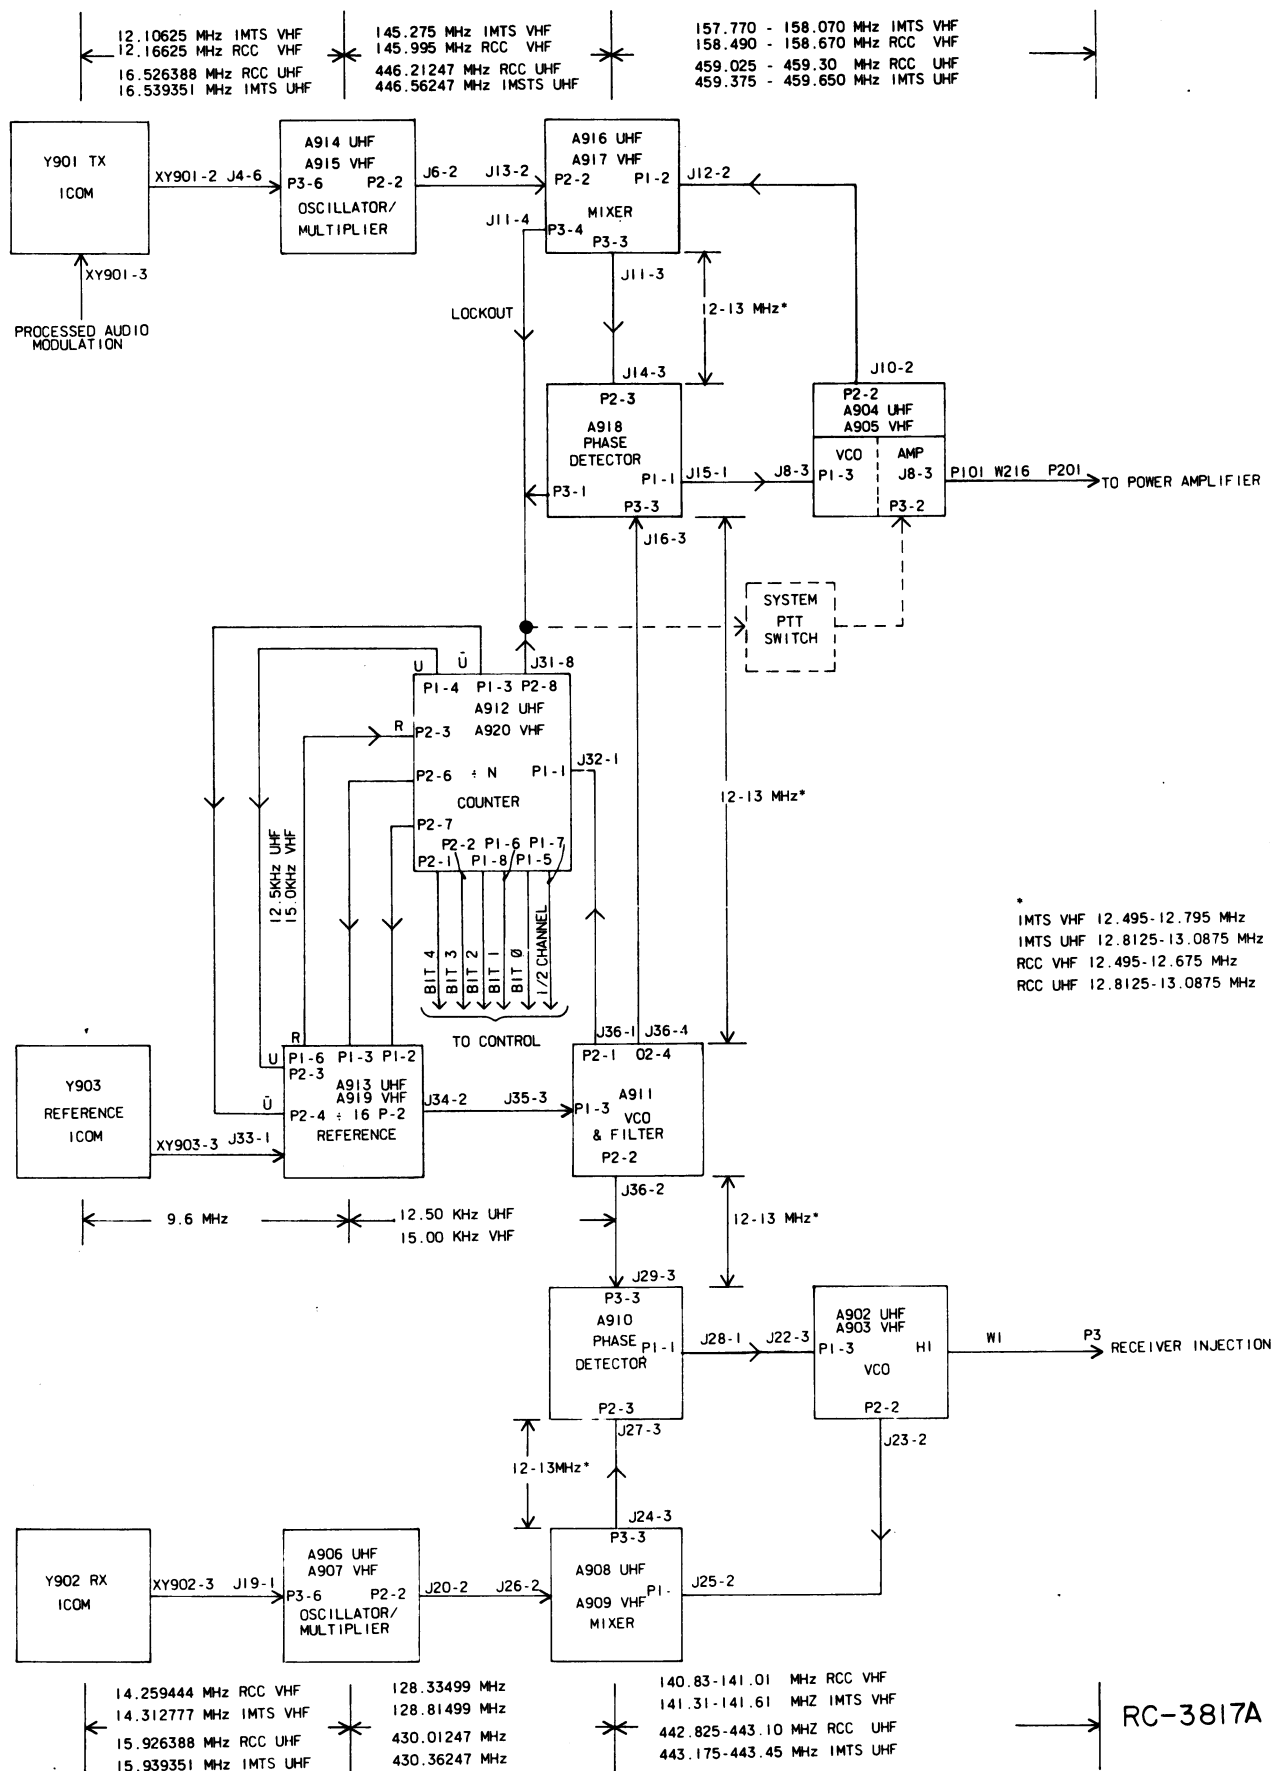 12.10625 MHz IMTS VHF
12.16625 MHz RCC VHF
16.526388 MHz RCC UHF
16.539351 MHz IMTS UHF
145.275 MHz IMTS VHF
145.995 MHz RCC VHF
446.21247 MHz RCC UHF
446.56247 MHz IMSTS UHF
157.770 - 158.070 MHz IMTS VHF
158.490 - 158.670 MHz RCC VHF
459.025 - 459.30 MHz RCC UHF
459.375 - 459.650 MHz IMTS UHF
Y901 TX
ICOM
XY901-2 J4-6
A914 UHF
A915 VHF
P3-6 P2-2
OSCILLATOR/
MULTIPLIER
J6-2 J13-2
A916 UHF
A917 VHF
P2-2 P1-2
MIXER
P3-4
P3-3
J12-2
J11-4
XY901-3
PROCESSED AUDIO
MODULATION
J11-3
12-13 MHz*
LOCKOUT
J14-3
P2-3
A918
PHASE
DETECTOR
P1-1
P3-1
P3-3
J15-1 J8-3
J10-2
P2-2
A904 UHF
A905 VHF
VCO AMP
P1-3 J8-3
P3-2
P101 W216 P201
TO POWER AMPLIFIER
J16-3
SYSTEM
PTT
SWITCH
U Ū J31-8
P1-4 P1-3 P2-8
A912 UHF
A920 VHF
R P2-3
P2-6 ÷ N P1-1
COUNTER
P2-7
P2-2 P1-6 P1-7
P2-1 P1-8 P1-5
J32-1
12-13 MHz*
12.5KHz UHF
15.0KHz VHF
BIT 4
BIT 3
BIT 2
BIT 1
BIT Ø
1/2 CHANNEL
TO CONTROL
*
IMTS VHF 12.495-12.795 MHz
IMTS UHF 12.8125-13.0875 MHz
RCC VHF 12.495-12.675 MHz
RCC UHF 12.8125-13.0875 MHz
Y903
REFERENCE
ICOM
XY903-3 J33-1
R
U
Ū
P1-6 P1-3 P1-2
P2-3
A913 UHF
A919 VHF
P2-4 ÷ 16 P-2
REFERENCE
J34-2 J35-3
J36-1 J36-4
P2-1 O2-4
A911
P1-3
VCO
& FILTER
P2-2
J36-2
9.6 MHz
12.50 KHz UHF
15.00 KHz VHF
12-13 MHz*
J29-3
P3-3
A910
PHASE
DETECTOR
P1-1
P2-3
J28-1 J22-3
A902 UHF
A903 VHF
P1-3 H1
VCO
P2-2
W1 P3
RECEIVER INJECTION
J27-3
J23-2
12-13MHz*
J24-3
Y902 RX
ICOM
XY902-3 J19-1
A906 UHF
A907 VHF
P3-6 P2-2
OSCILLATOR/
MULTIPLIER
J20-2 J26-2
P3-3
A908 UHF
P1-
A909 VHF
MIXER
J25-2
14.259444 MHz RCC VHF
14.312777 MHz IMTS VHF
15.926388 MHz RCC UHF
15.939351 MHz IMTS UHF
128.33499 MHz
128.81499 MHz
430.01247 MHz
430.36247 MHz
140.83-141.01 MHz RCC VHF
141.31-141.61 MHZ IMTS VHF
442.825-443.10 MHZ RCC UHF
443.175-443.45 MHz IMTS UHF
RC-3817A